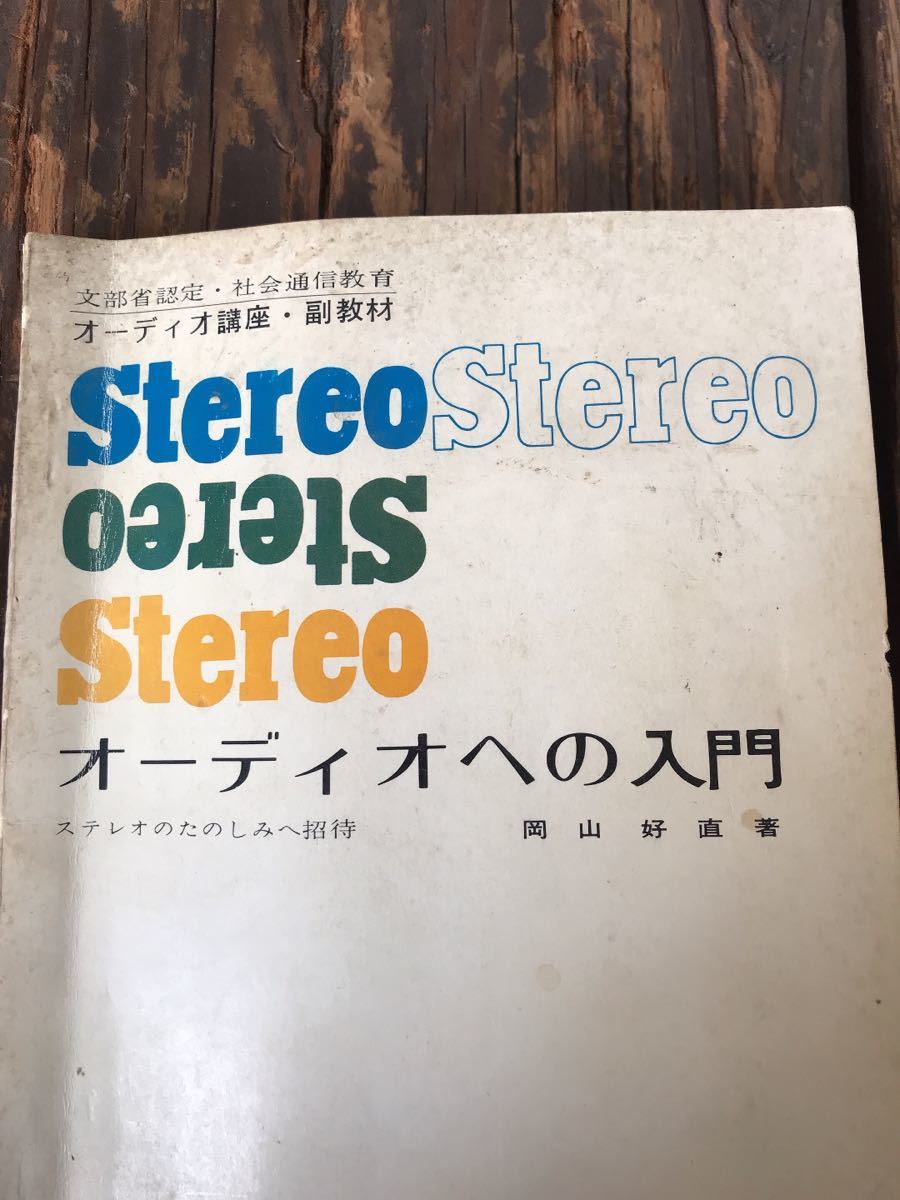 文部省認定・社会通信教育
オーディオ講座・副教材
Stereo Stereo
Stereo
Stereo
オーディオへの入門
ステレオのたのしみへ招待 岡山好直著